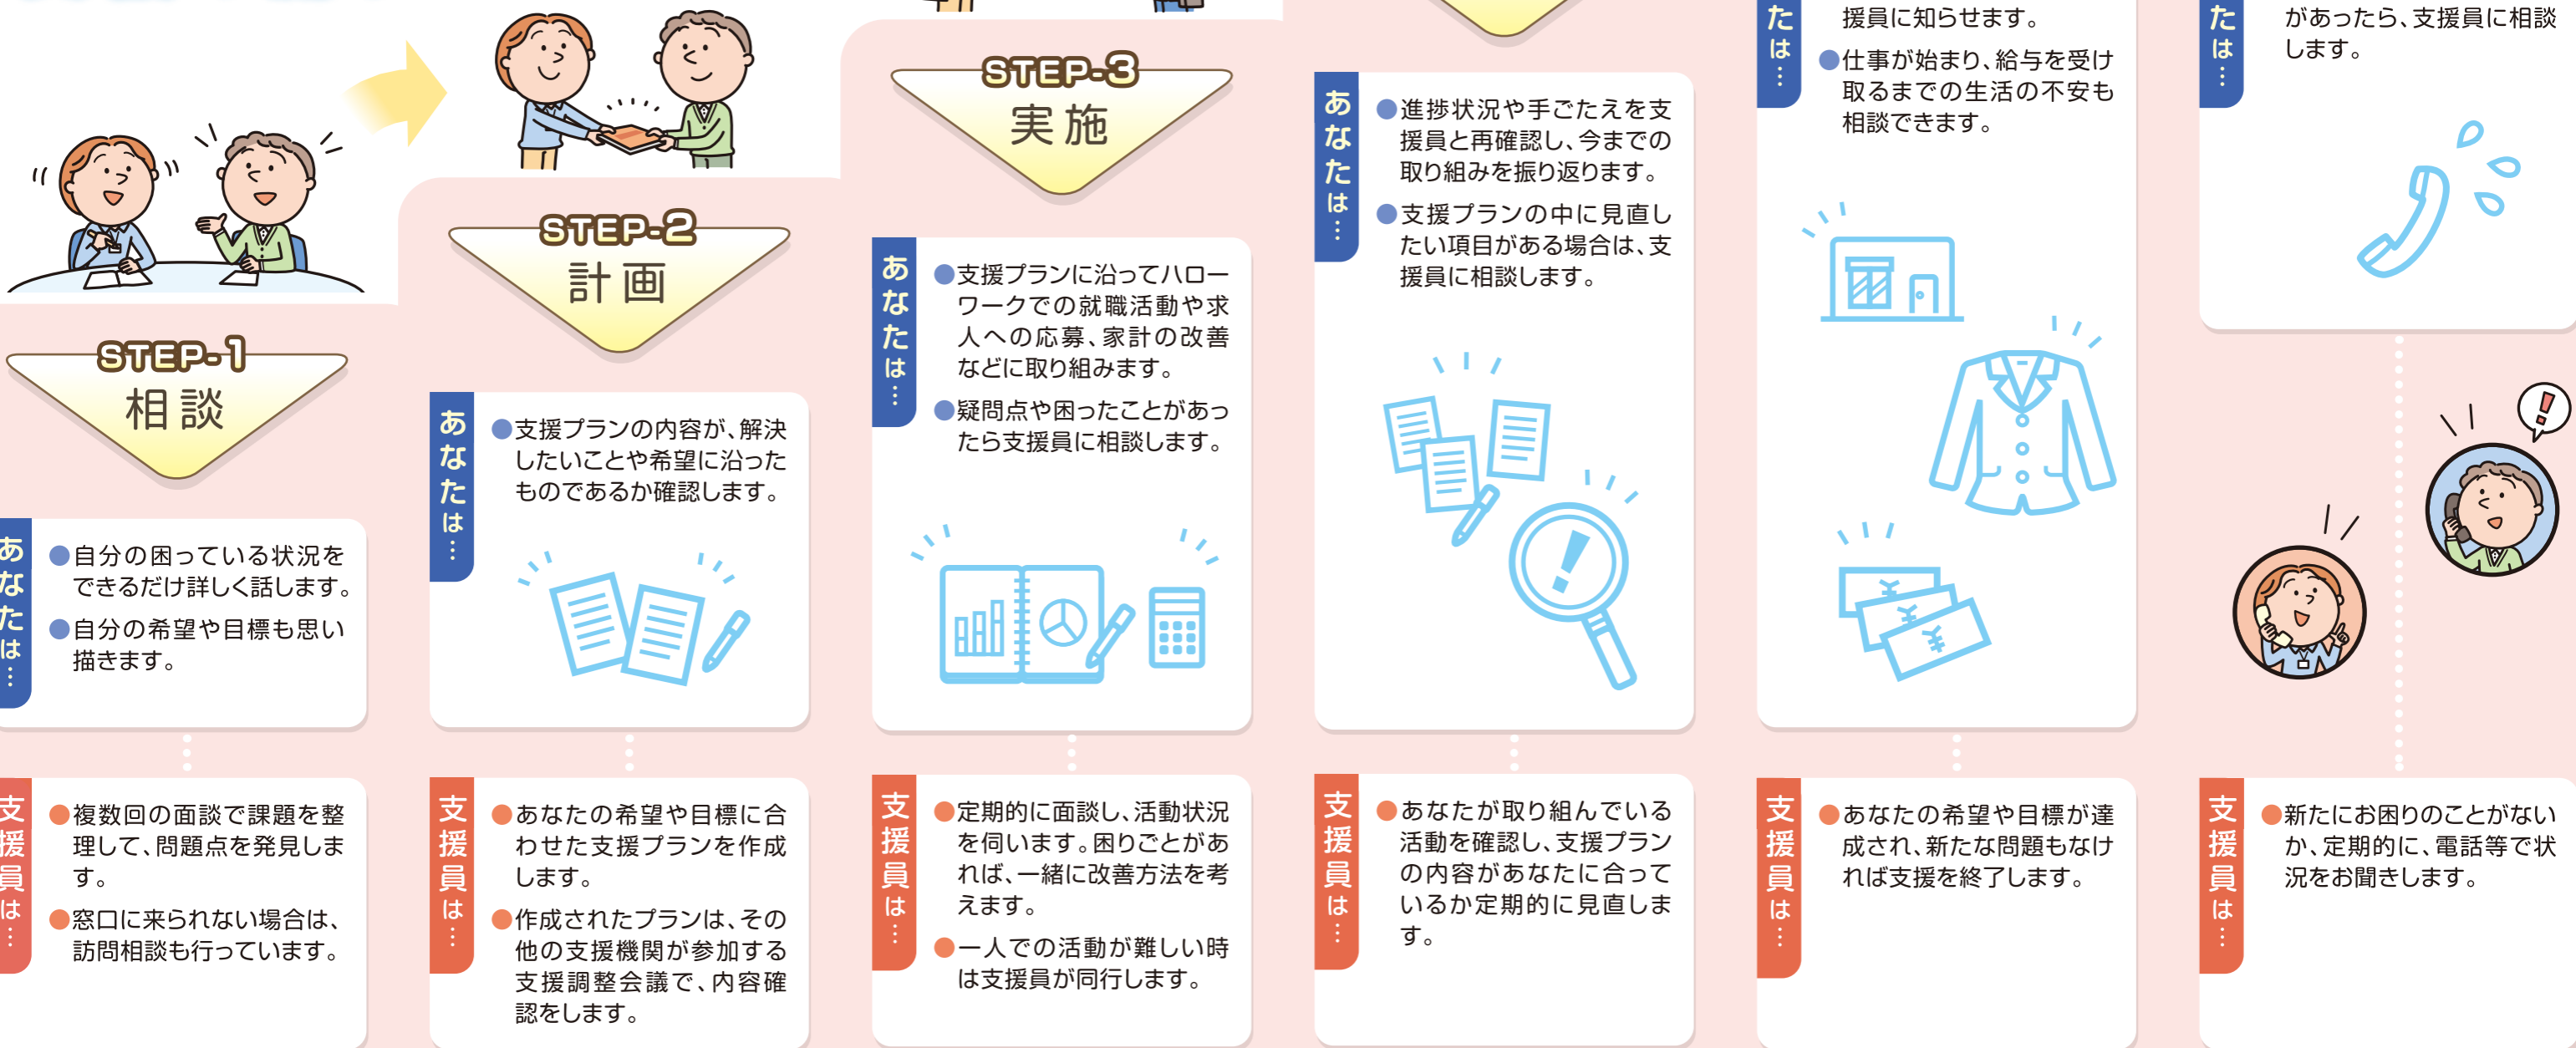 STEP-1
相談
あなたは…
●自分の困っている状況を
できるだけ詳しく話します。
●自分の希望や目標も思い
描きます。
支援員は…
●複数回の面談で課題を整
理して、問題点を発見しま
す。
●窓口に来られない場合は、
訪問相談も行っています。
STEP-2
計画
あなたは…
●支援プランの内容が、解決
したいことや希望に沿った
ものであるか確認します。
支援員は…
●あなたの希望や目標に合
わせた支援プランを作成
します。
●作成されたプランは、その
他の支援機関が参加する
支援調整会議で、内容確
認をします。
STEP-3
実施
あなたは…
●支援プランに沿ってハロー
ワークでの就職活動や求
人への応募、家計の改善
などに取り組みます。
●疑問点や困ったことがあっ
たら支援員に相談します。
支援員は…
●定期的に面談し、活動状況
を伺います。困りごとがあ
れば、一緒に改善方法を考
えます。
●一人での活動が難しい時
は支援員が同行します。
あなたは…
●進捗状況や手ごたえを支
援員と再確認し、今までの
取り組みを振り返ります。
●支援プランの中に見直し
たい項目がある場合は、支
援員に相談します。
支援員は…
●あなたが取り組んでいる
活動を確認し、支援プラン
の内容があなたに合って
いるか定期的に見直しま
す。
たは…
援員に知らせます。
●仕事が始まり、給与を受け
取るまでの生活の不安も
相談できます。
¥
¥
¥
支援員は…
●あなたの希望や目標が達
成され、新たな問題もなけ
れば支援を終了します。
たは…
があったら、支援員に相談
します。
支援員は…
●新たにお困りのことがない
か、定期的に、電話等で状
況をお聞きします。